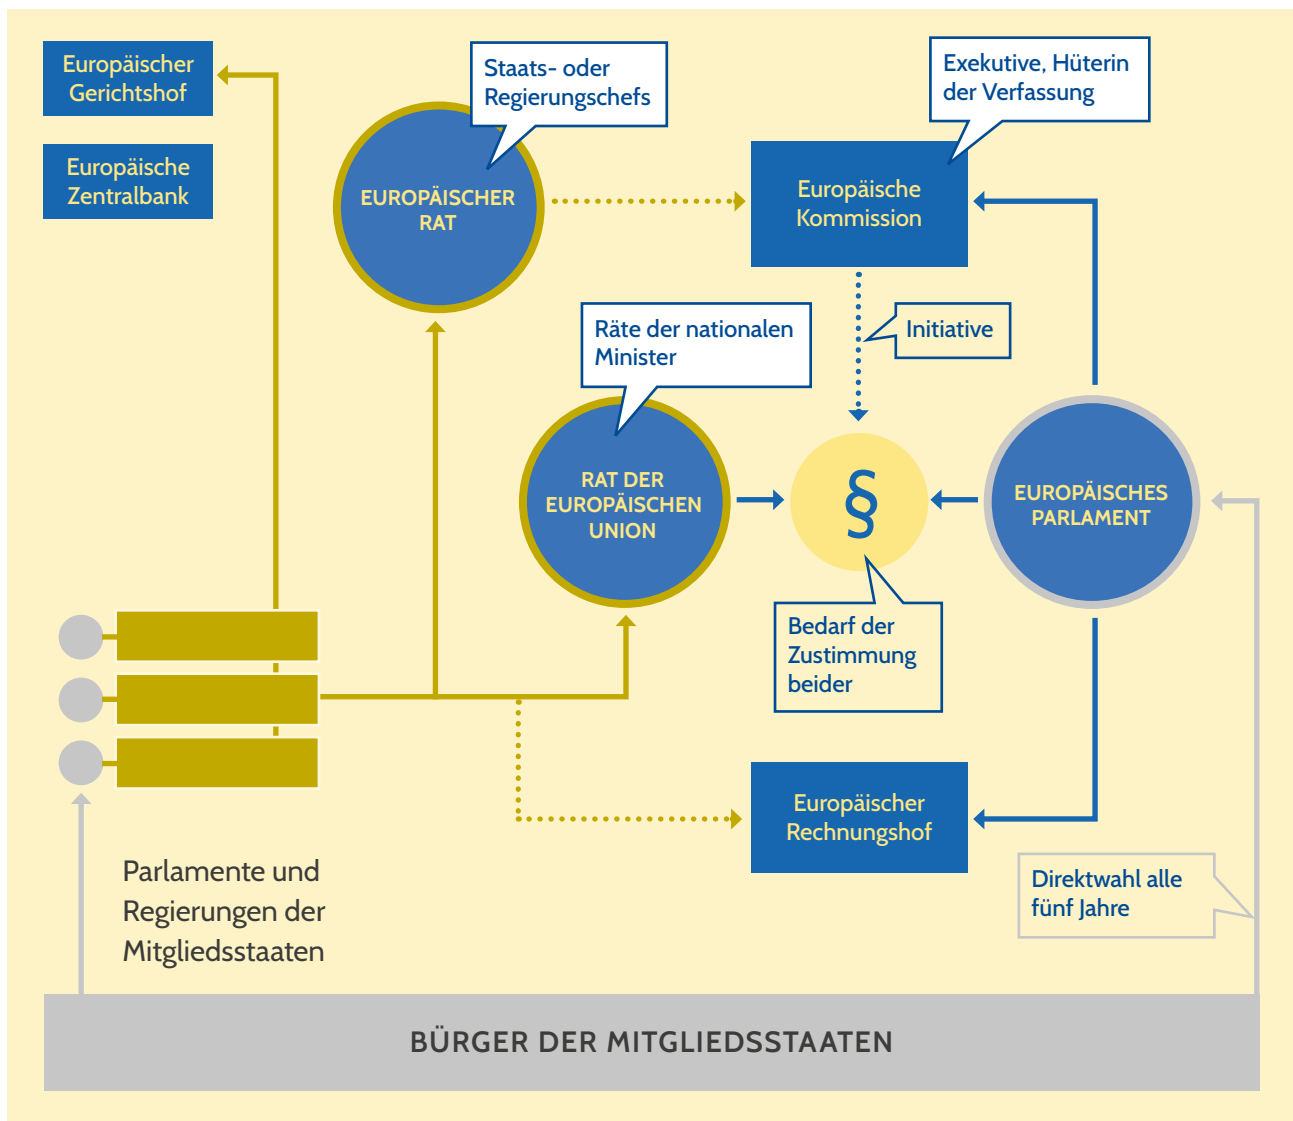 Europäischer
Gerichtshof
Europäische
Zentralbank
Staats- oder
Regierungschefs
EUROPÄISCHER
RAT
Exekutive, Hüterin
der Verfassung
Europäische
Kommission
Räte der nationalen
Minister
Initiative
RAT DER
EUROPÄISCHEN
UNION
§
EUROPÄISCHES
PARLAMENT
Bedarf der
Zustimmung
beider
Europäischer
Rechnungshof
Parlamente und
Regierungen der
Mitgliedsstaaten
Direktwahl alle
fünf Jahre
BÜRGER DER MITGLIEDSSTAATEN